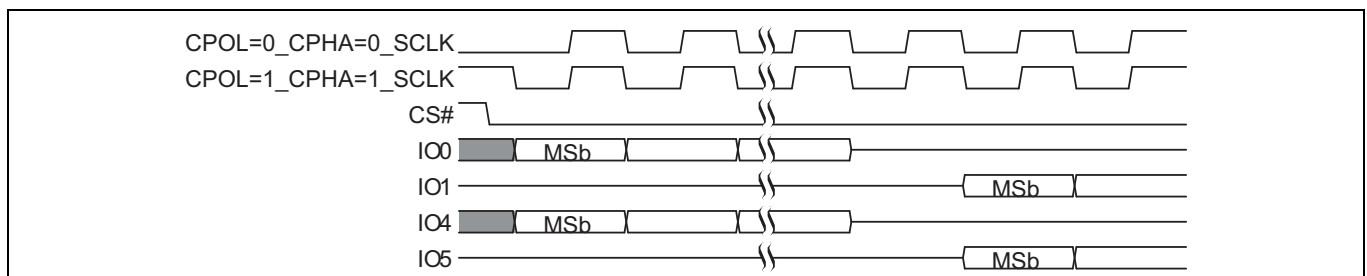 CPOL=0_CPHA=0_SCLK
CPOL=1_CPHA=1_SCLK
CS#
IO0 MSb
IO1 MSb
IO4 MSb
IO5 MSb